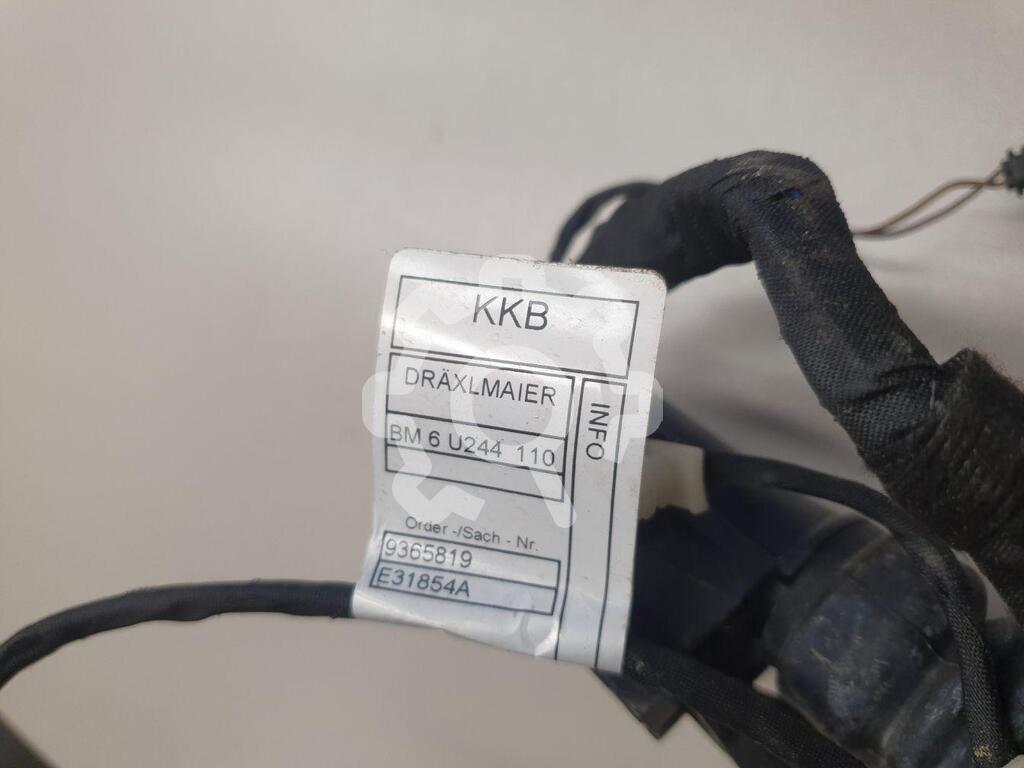 KKB
DRÄXLMAIER
BM 6 U244 110
INFO
Order -/Sach - Nr.
9365819
E31854A